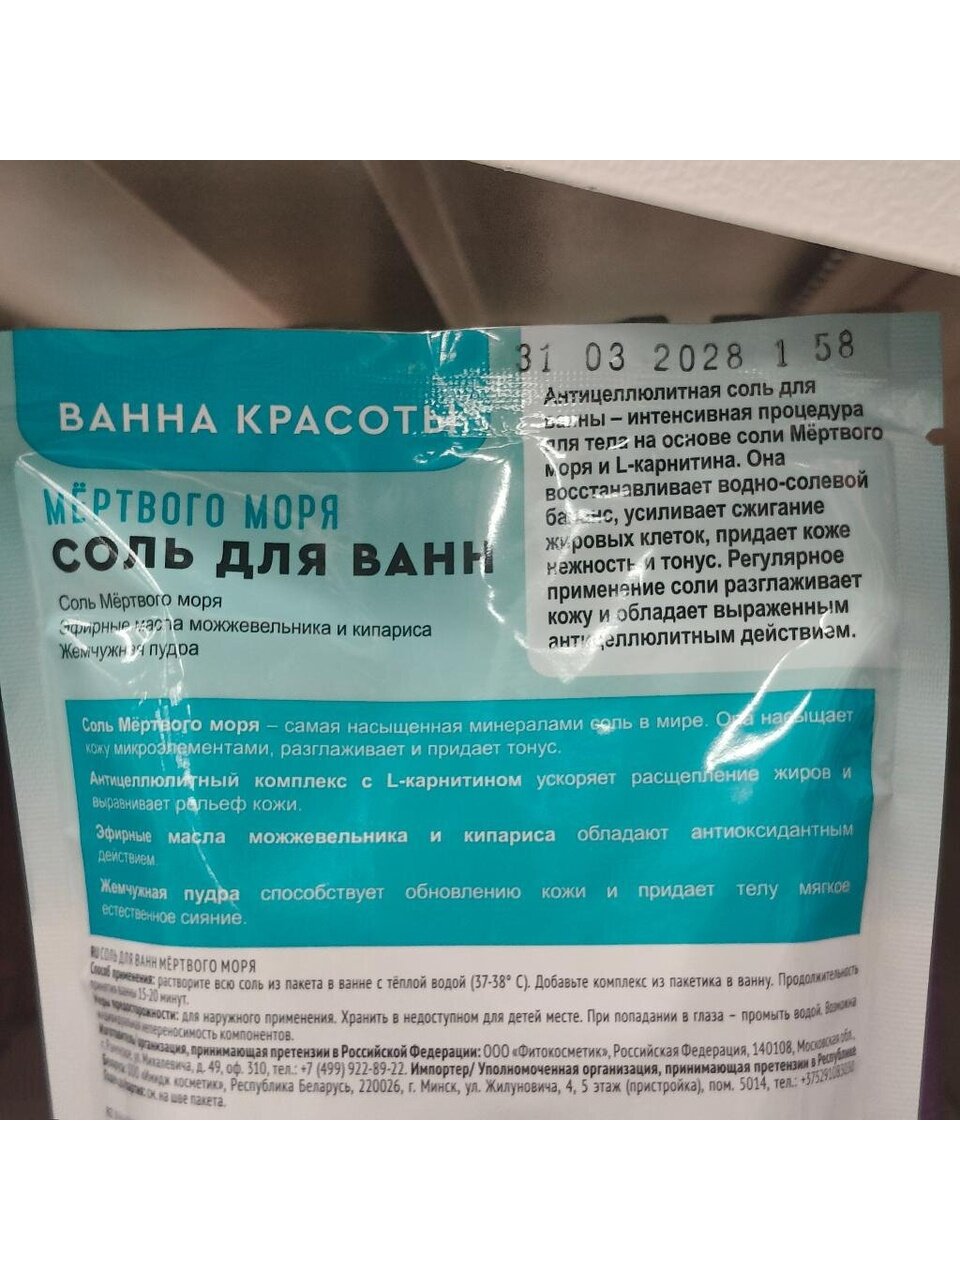 31 03 2028 1 58
ВАННА КРАСОТЫ
МЁРТВОГО МОРЯ
СОЛЬ ДЛЯ ВАНН
Соль Мёртвого моря
Эфирные масла можжевельника и кипариса
Жемчужная пудра
Антицеллюлитная соль для
ванны – интенсивная процедура
для тела на основе соли Мёртвого
моря и L-карнитина. Она
восстанавливает водно-солевой
баланс, усиливает сжигание
жировых клеток, придает коже
нежность и тонус. Регулярное
применение соли разглаживает
кожу и обладает выраженным
антицеллюлитным действием.
Соль Мёртвого моря – самая насыщенная минералами соль в мире. Она насыщает
кожу микроэлементами, разглаживает и придает тонус.
Антицеллюлитный комплекс с L-карнитином ускоряет расщепление жиров и
выравнивает рельеф кожи.
Эфирные масла можжевельника и кипариса обладают антиоксидантным
действием.
Жемчужная пудра способствует обновлению кожи и придает телу мягкое
естественное сияние.
RU СОЛЬ ДЛЯ ВАНН МЁРТВОГО МОРЯ
Способ применения: растворите всю соль из пакета в ванне с тёплой водой (37-38° С). Добавьте комплекс из пакетика в ванну. Продолжительность
принятия ванны 15-20 минут.
Меры предосторожности: для наружного применения. Хранить в недоступном для детей месте. При попадании в глаза – промыть водой. Возможна
индивидуальная непереносимость компонентов.
Изготовитель, организация, принимающая претензии в Российской Федерации: ООО «Фитокосметик», Российская Федерация, 140108, Московская обл.,
г. Раменское, ул. Михалевича, д. 49, оф. 310, тел.: +7 (499) 922-89-22. Импортер/ Уполномоченная организация, принимающая претензии в Республике
Беларусь: ООО косметик», Республика Беларусь, 220026, г. Минск, ул. Жилуновича, 4, 5 этаж (пристройка), пом. 5014, тел.:
см. на шве пакета.